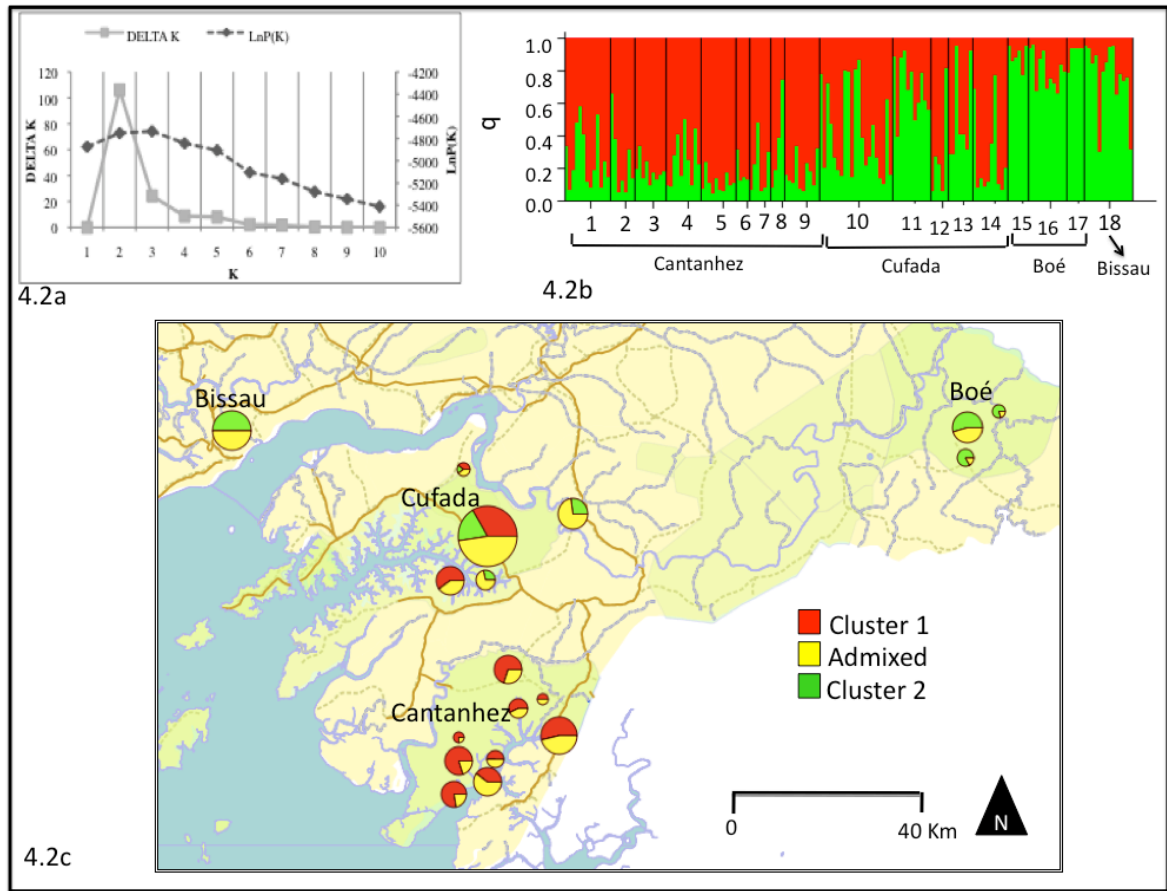 DELTA K LnP(K)
120 -4200
100 -4400
80 -4600
60 -4800
40 -5000
20 -5200
0 -5400
-5600
DELTA K
LnP(K)
1 2 3 4 5 6 7 8 9 10
K
4.2a
1.0
0.8
0.6
0.4
0.2
0.0
q
1 2 3 4 5 6 7 8 9 10 11 12 13 14 15 16 17 18
Cantanhez Cufada Boé Bissau
4.2b
Bissau
Boé
Cufada
Cantanhez
Cluster 1
Admixed
Cluster 2
0 40 Km
N
4.2c